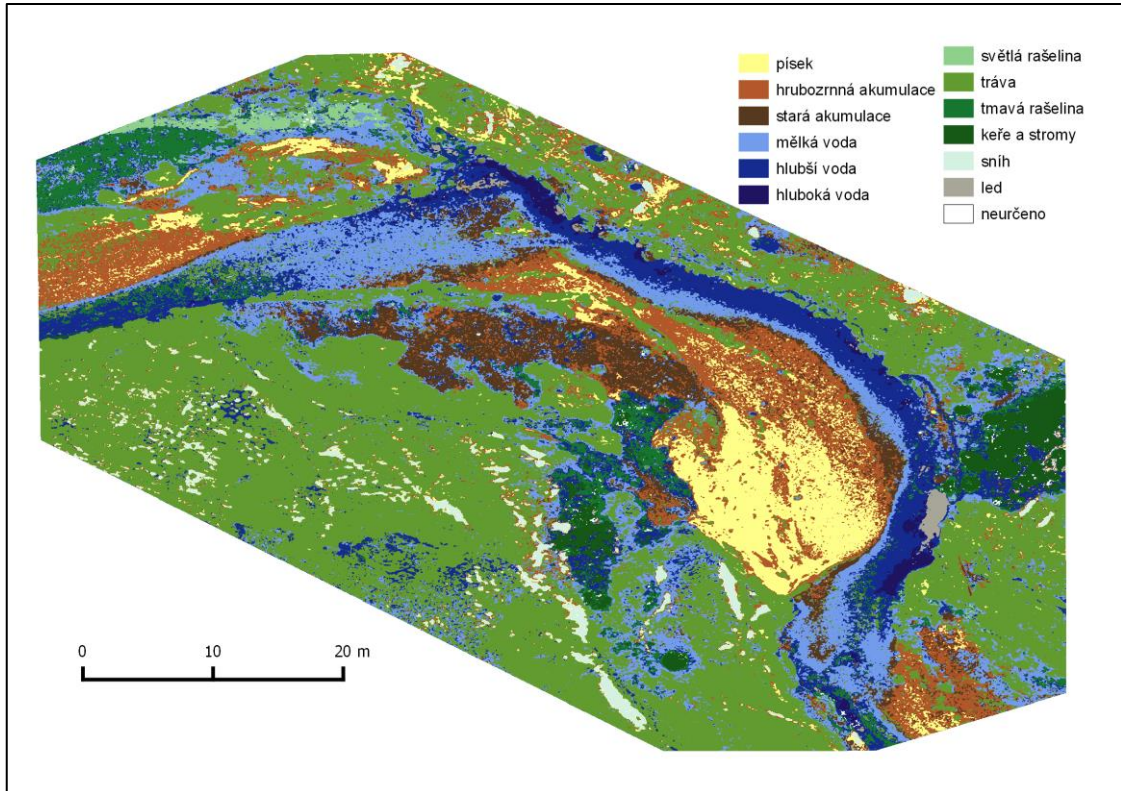 písek
hrubozrnná akumulace
stará akumulace
mělká voda
hlubší voda
hluboká voda
světlá rašelina
tráva
tmavá rašelina
keře a stromy
sníh
led
neurčeno
0 10 20 m